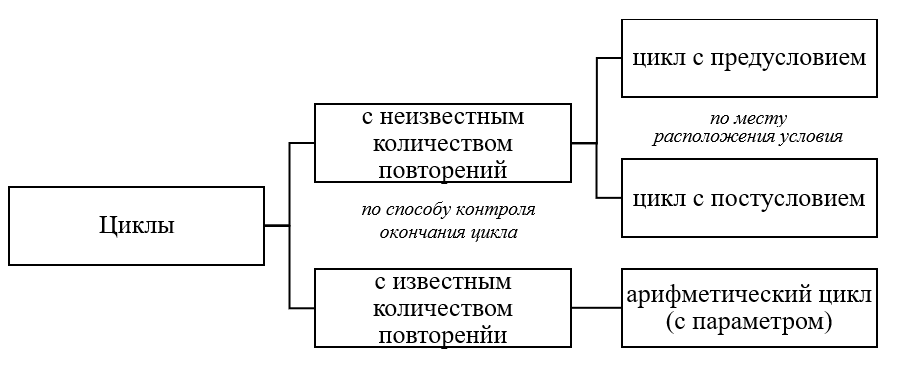 Циклы
с неизвестным
количеством
повторений
по способу контроля
окончания цикла
с известным
количеством
повторенйи
цикл с предусловием
по месту
расположения условия
цикл с постусловием
арифметический цикл
(с параметром)